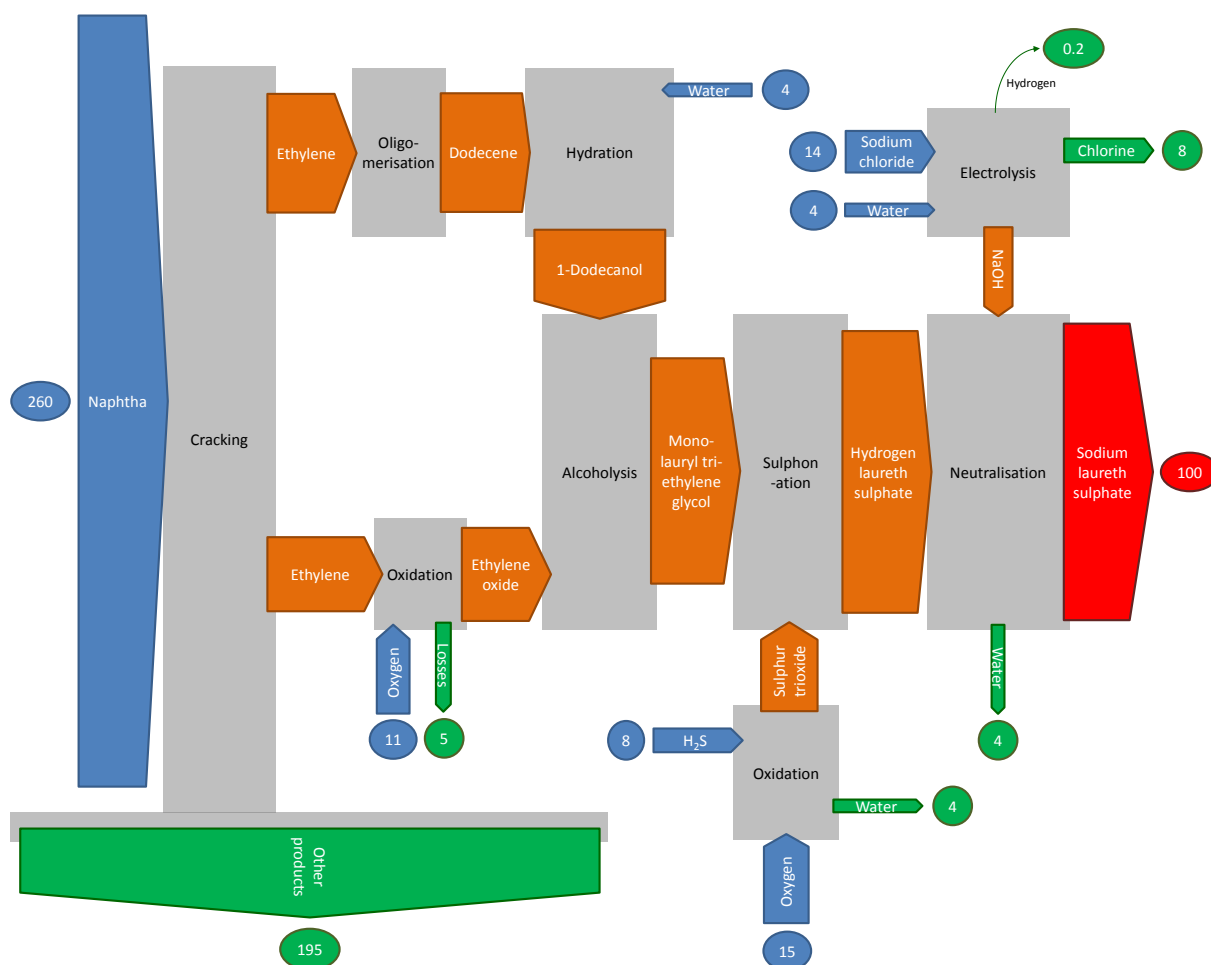 0.2
Hydrogen
Water
4
Ethylene
Oligo-
merisation
Dodecene
Hydration
14
Sodium
chloride
Electrolysis
Chlorine
8
4
Water
1-Dodecanol
NaOH
260
Naphtha
Cracking
Alcoholysis
Mono-
lauryl tri-
ethylene
glycol
Sulphon
-ation
Hydrogen
laureth
sulphate
Neutralisation
Sodium
laureth
sulphate
100
Ethylene
Oxidation
Ethylene
oxide
Oxygen
Losses
11
5
Sulphur
trioxide
Water
4
8
H₂S
Oxidation
Water
4
Other
products
195
Oxygen
15